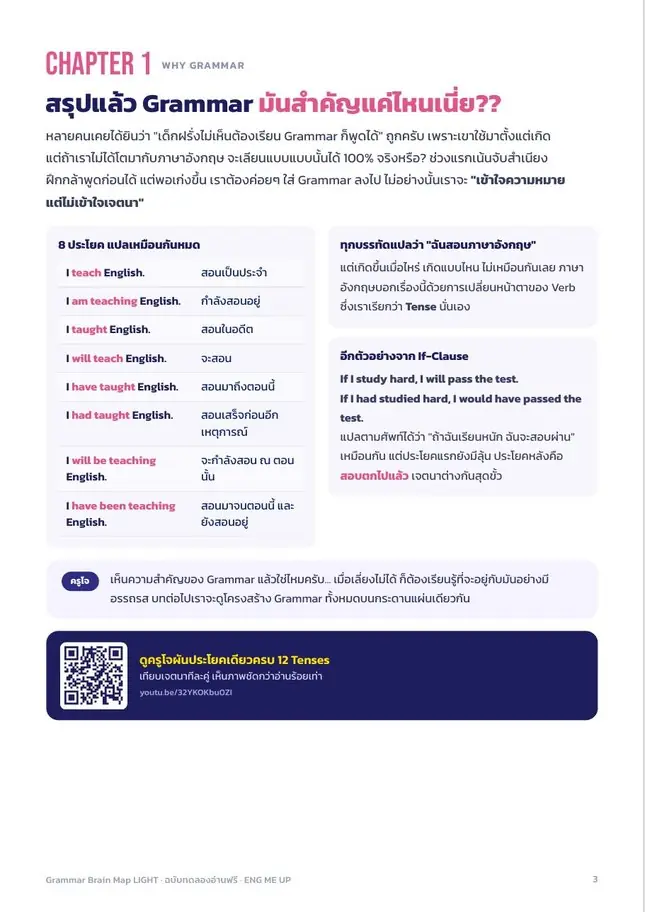 CHAPTER 1 WHY GRAMMAR
สรุปแล้ว Grammar มันสำคัญแค่ไหนเนี่ย??
หลายคนเคยได้ยินว่า "เด็กฝรั่งไม่เห็นต้องเรียน Grammar ก็พูดได้" ถูกครับ เพราะเขาใช้มาตั้งแต่เกิด
แต่ถ้าเราไม่ได้โตมากับภาษาอังกฤษ จะเลียนแบบแบบนั้นได้ 100% จริงหรือ? ช่วงแรกเน้นจับสำเนียง
ฝึกกล้าพูดก่อนได้ แต่พอเก่งขึ้น เราต้องค่อยๆ ใส่ Grammar ลงไป ไม่อย่างนั้นเราจะ "เข้าใจความหมาย
แต่ไม่เข้าใจเจตนา"
8 ประโยค แปลเหมือนกันหมด
I teach English. สอนเป็นประจำ
I am teaching English. กำลังสอนอยู่
I taught English. สอนในอดีต
I will teach English. จะสอน
I have taught English. สอนมาถึงตอนนี้
I had taught English. สอนเสร็จก่อนอีก
เหตุการณ์
I will be teaching จะกำลังสอน ณ ตอน
English. นั้น
I have been teaching สอนมาจนตอนนี้ และ
English. ยังสอนอยู่
ทุกบรรทัดแปลว่า "ฉันสอนภาษาอังกฤษ"
แต่เกิดขึ้นเมื่อไหร่ เกิดแบบไหน ไม่เหมือนกันเลย ภาษา
อังกฤษบอกเรื่องนี้ด้วยการเปลี่ยนหน้าตาของ Verb
ซึ่งเราเรียกว่า Tense นั่นเอง
อีกตัวอย่างจาก If-Clause
If I study hard, I will pass the test.
If I had studied hard, I would have passed the
test.
แปลตามศัพท์ได้ว่า "ถ้าฉันเรียนหนัก ฉันจะสอบผ่าน"
เหมือนกัน แต่ประโยคแรกยังมีลุ้น ประโยคหลังคือ
สอบตกไปแล้ว เจตนาต่างกันสุดขั้ว
ครูโจ
เห็นความสำคัญของ Grammar แล้วใช่ไหมครับ... เมื่อเลี่ยงไม่ได้ ก็ต้องเรียนรู้ที่จะอยู่กับมันอย่างมี
อรรถรส บทต่อไปเราจะดูโครงสร้าง Grammar ทั้งหมดบนกระดานแผ่นเดียวกัน
ดูครูโจผันประโยคเดียวครบ 12 Tenses
เทียบเจตนาทีละคู่ เห็นภาพชัดกว่าอ่านร้อยเท่า
youtu.be/32YKOKbuOZI
Grammar Brain Map LIGHT · ฉบับทดลองอ่านฟรี · ENG ME UP 3